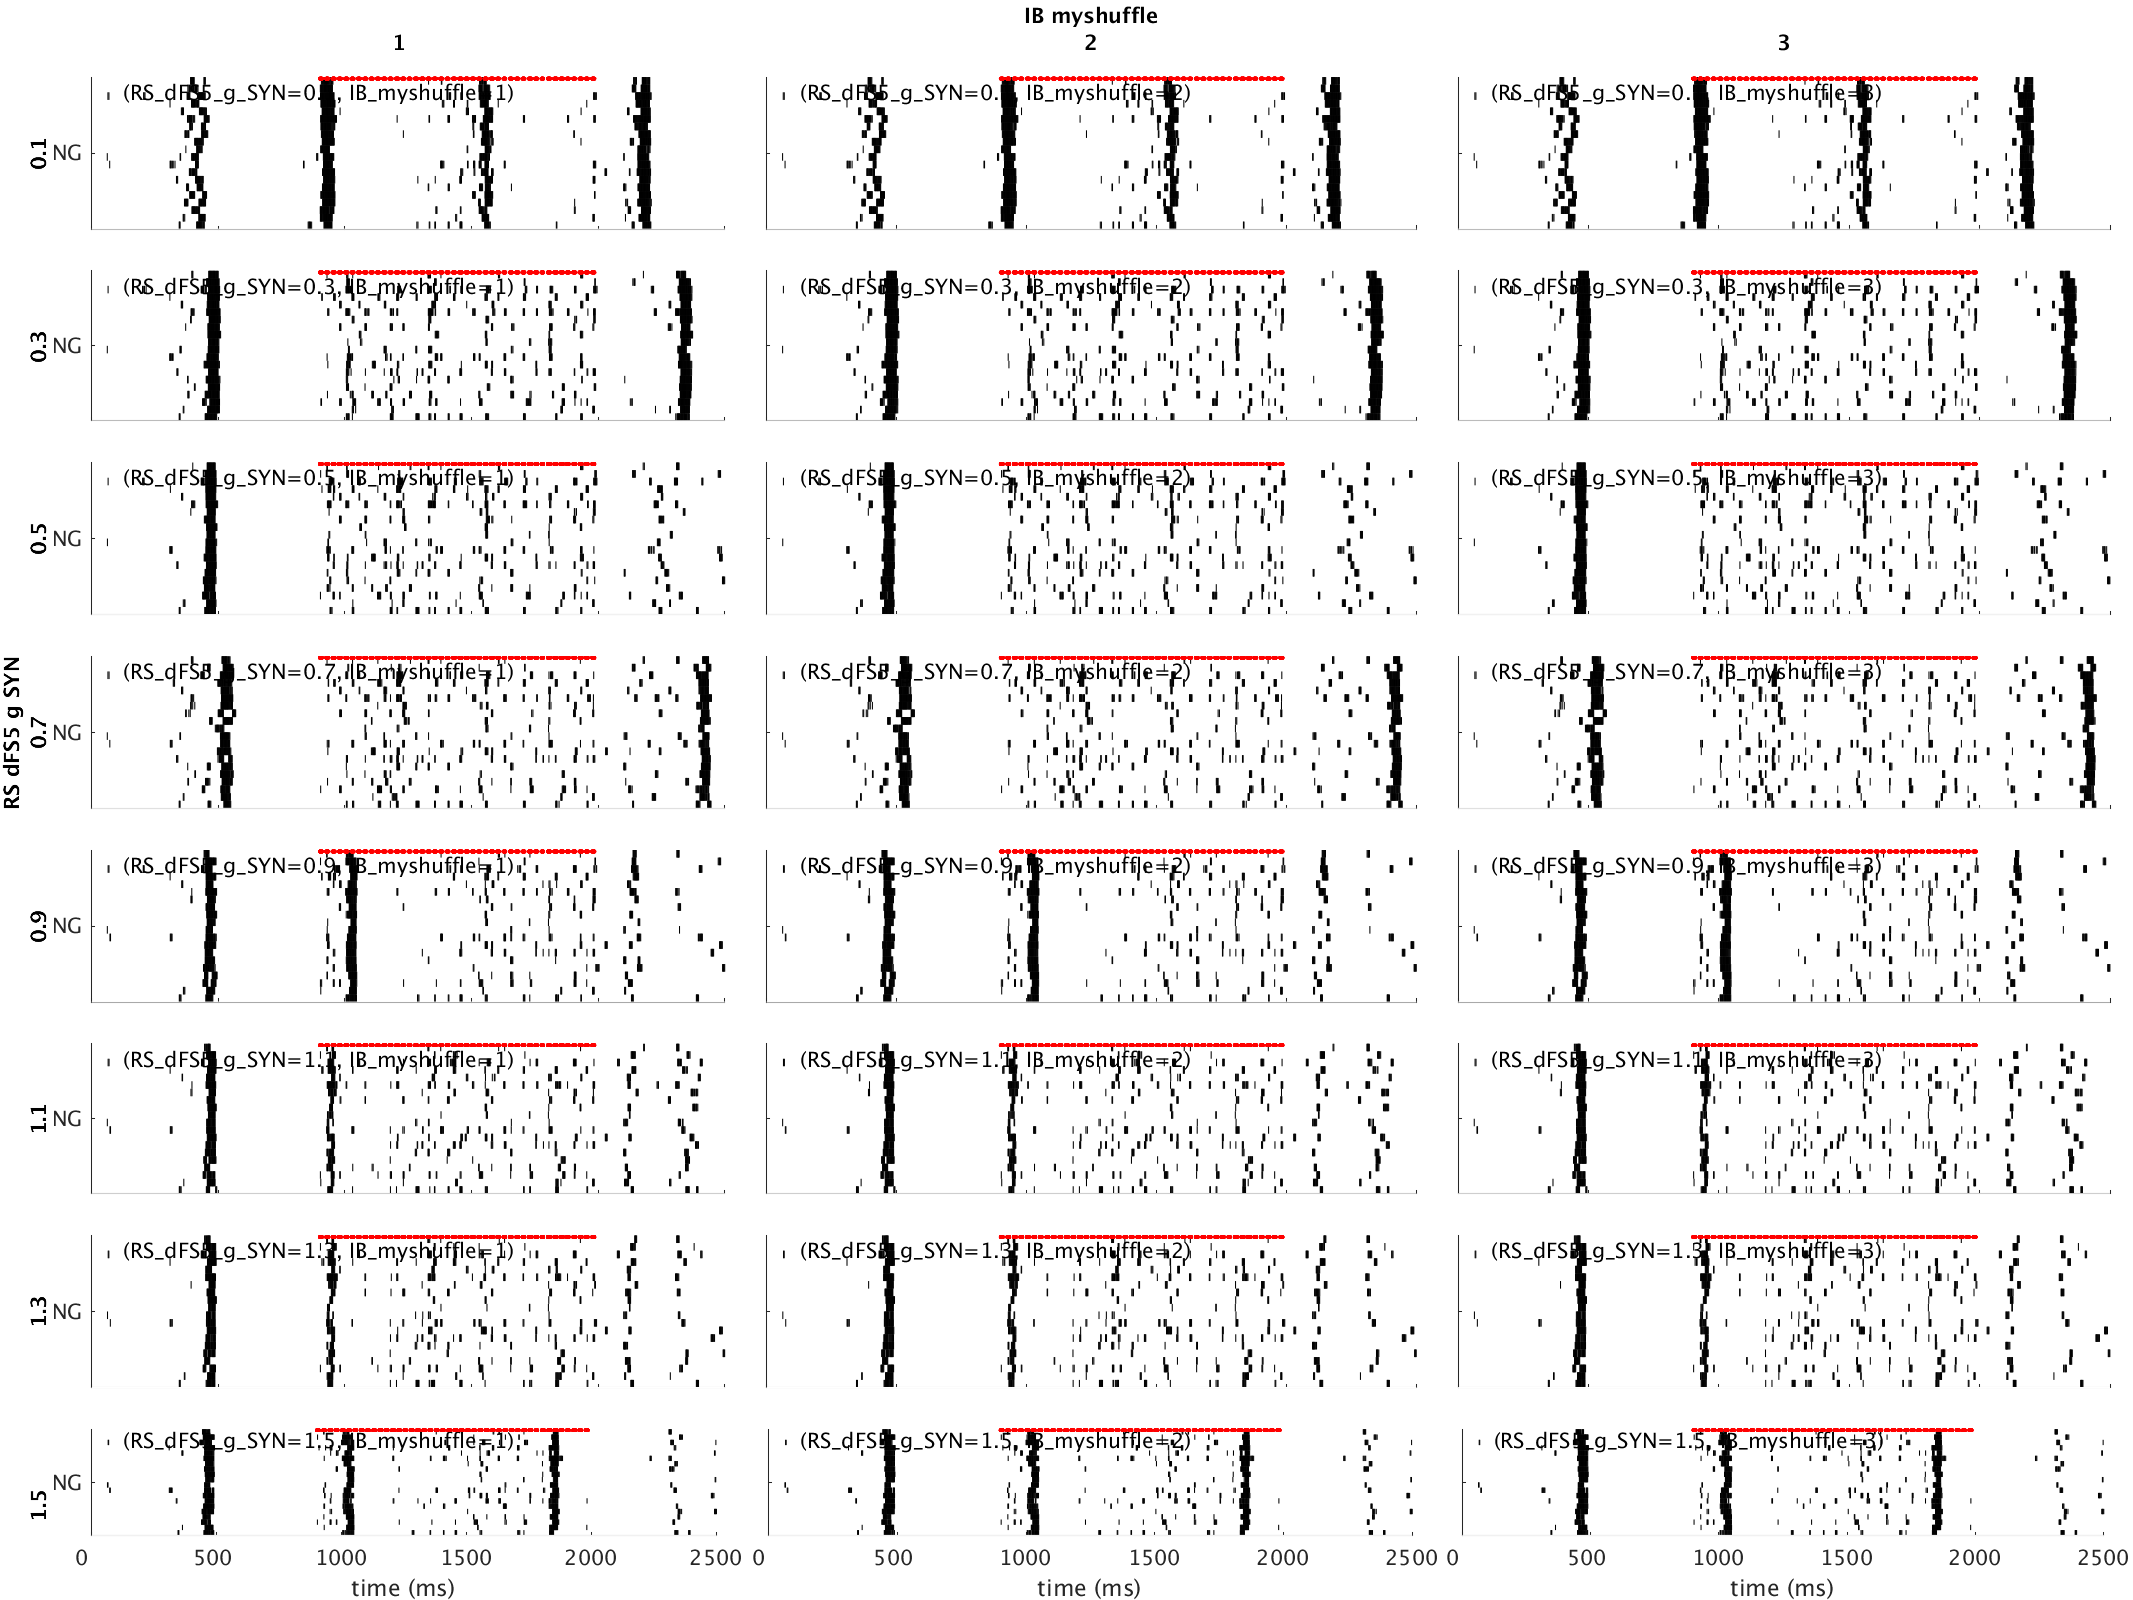 IB myshuffle
1 2 3
RS dFS5 g SYN
0.1 NG
(RS_dFS5_g_SYN=0.1, IB_myshuffle=1) (RS_dFS5_g_SYN=0.1, IB_myshuffle=2) (RS_dFS5_g_SYN=0.1, IB_myshuffle=3)
0.3 NG
(RS_dFS5_g_SYN=0.3, IB_myshuffle=1) (RS_dFS5_g_SYN=0.3, IB_myshuffle=2) (RS_dFS5_g_SYN=0.3, IB_myshuffle=3)
0.5 NG
(RS_dFS5_g_SYN=0.5, IB_myshuffle=1) (RS_dFS5_g_SYN=0.5, IB_myshuffle=2) (RS_dFS5_g_SYN=0.5, IB_myshuffle=3)
0.7 NG
(RS_dFS5_g_SYN=0.7, IB_myshuffle=1) (RS_dFS5_g_SYN=0.7, IB_myshuffle=2) (RS_dFS5_g_SYN=0.7, IB_myshuffle=3)
0.9 NG
(RS_dFS5_g_SYN=0.9, IB_myshuffle=1) (RS_dFS5_g_SYN=0.9, IB_myshuffle=2) (RS_dFS5_g_SYN=0.9, IB_myshuffle=3)
1.1 NG
(RS_dFS5_g_SYN=1.1, IB_myshuffle=1) (RS_dFS5_g_SYN=1.1, IB_myshuffle=2) (RS_dFS5_g_SYN=1.1, IB_myshuffle=3)
1.3 NG
(RS_dFS5_g_SYN=1.3, IB_myshuffle=1) (RS_dFS5_g_SYN=1.3, IB_myshuffle=2) (RS_dFS5_g_SYN=1.3, IB_myshuffle=3)
1.5 NG
(RS_dFS5_g_SYN=1.5, IB_myshuffle=1) (RS_dFS5_g_SYN=1.5, IB_myshuffle=2) (RS_dFS5_g_SYN=1.5, IB_myshuffle=3)
0 500 1000 1500 2000 2500 0 500 1000 1500 2000 2500 0 500 1000 1500 2000 2500
time (ms) time (ms) time (ms)